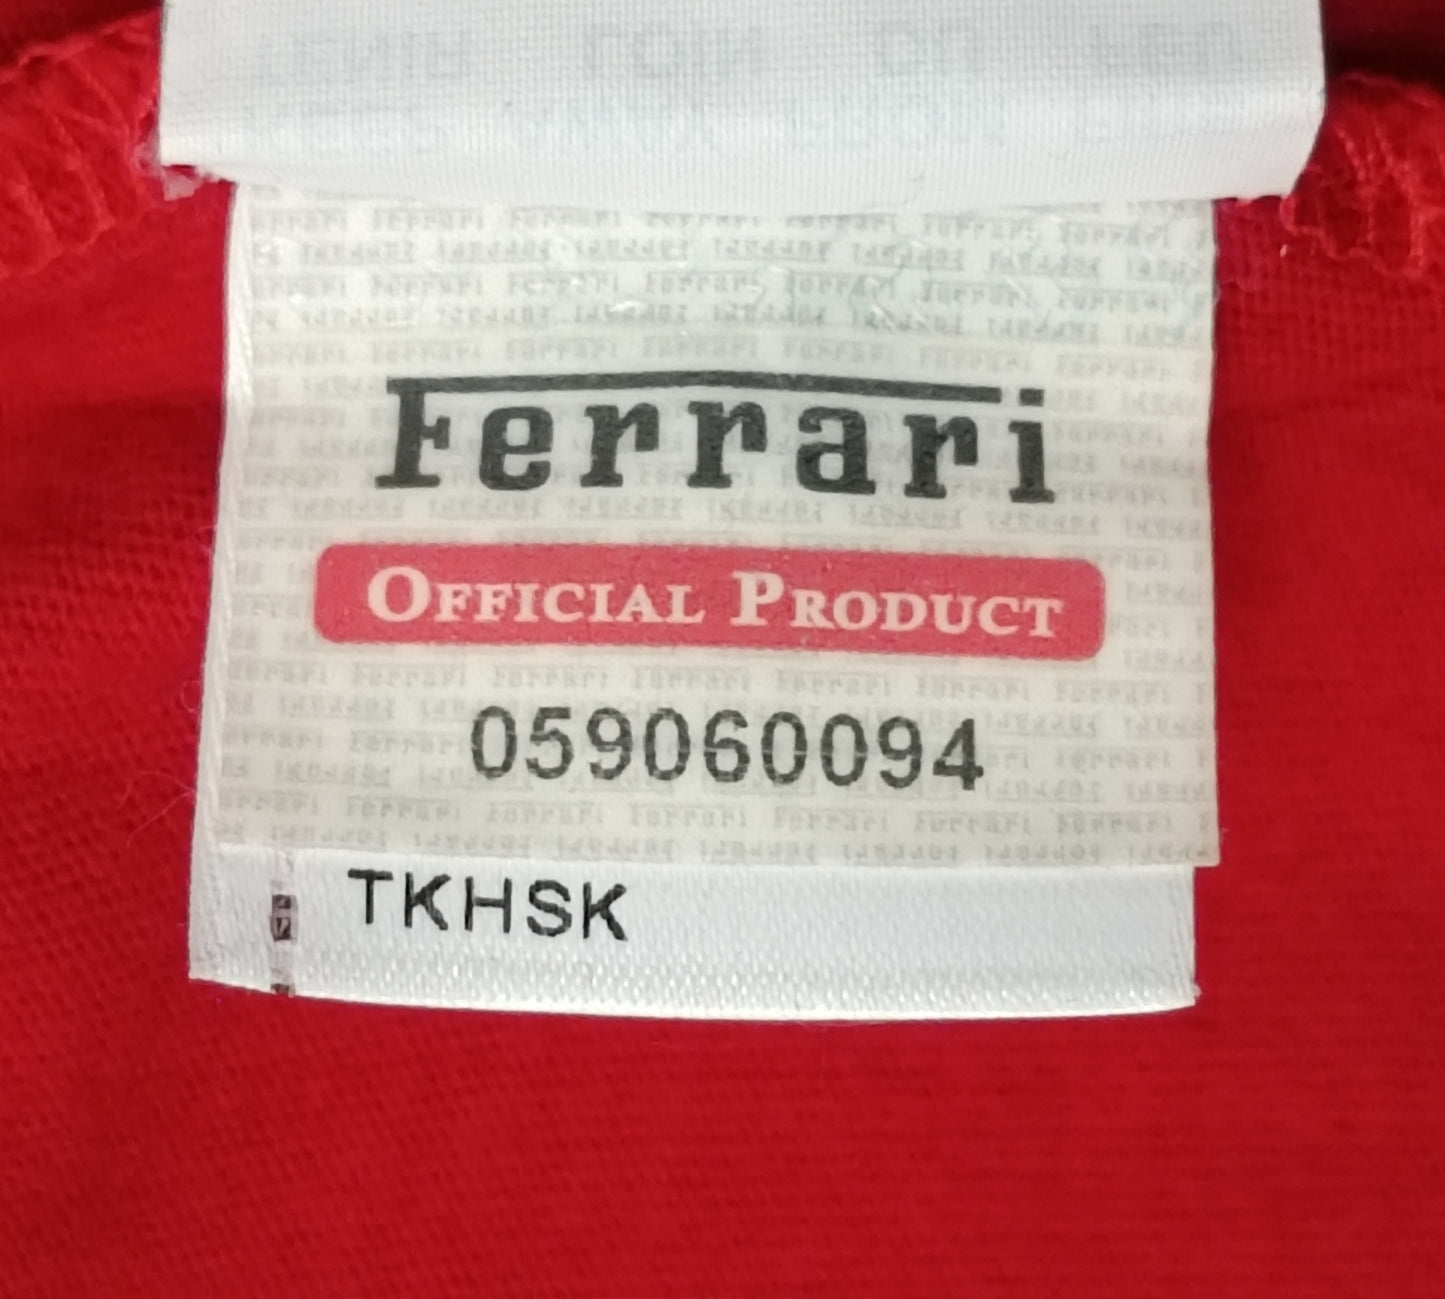 Ferrari
OFFICIAL PRODUCT
059060094
TKHSK